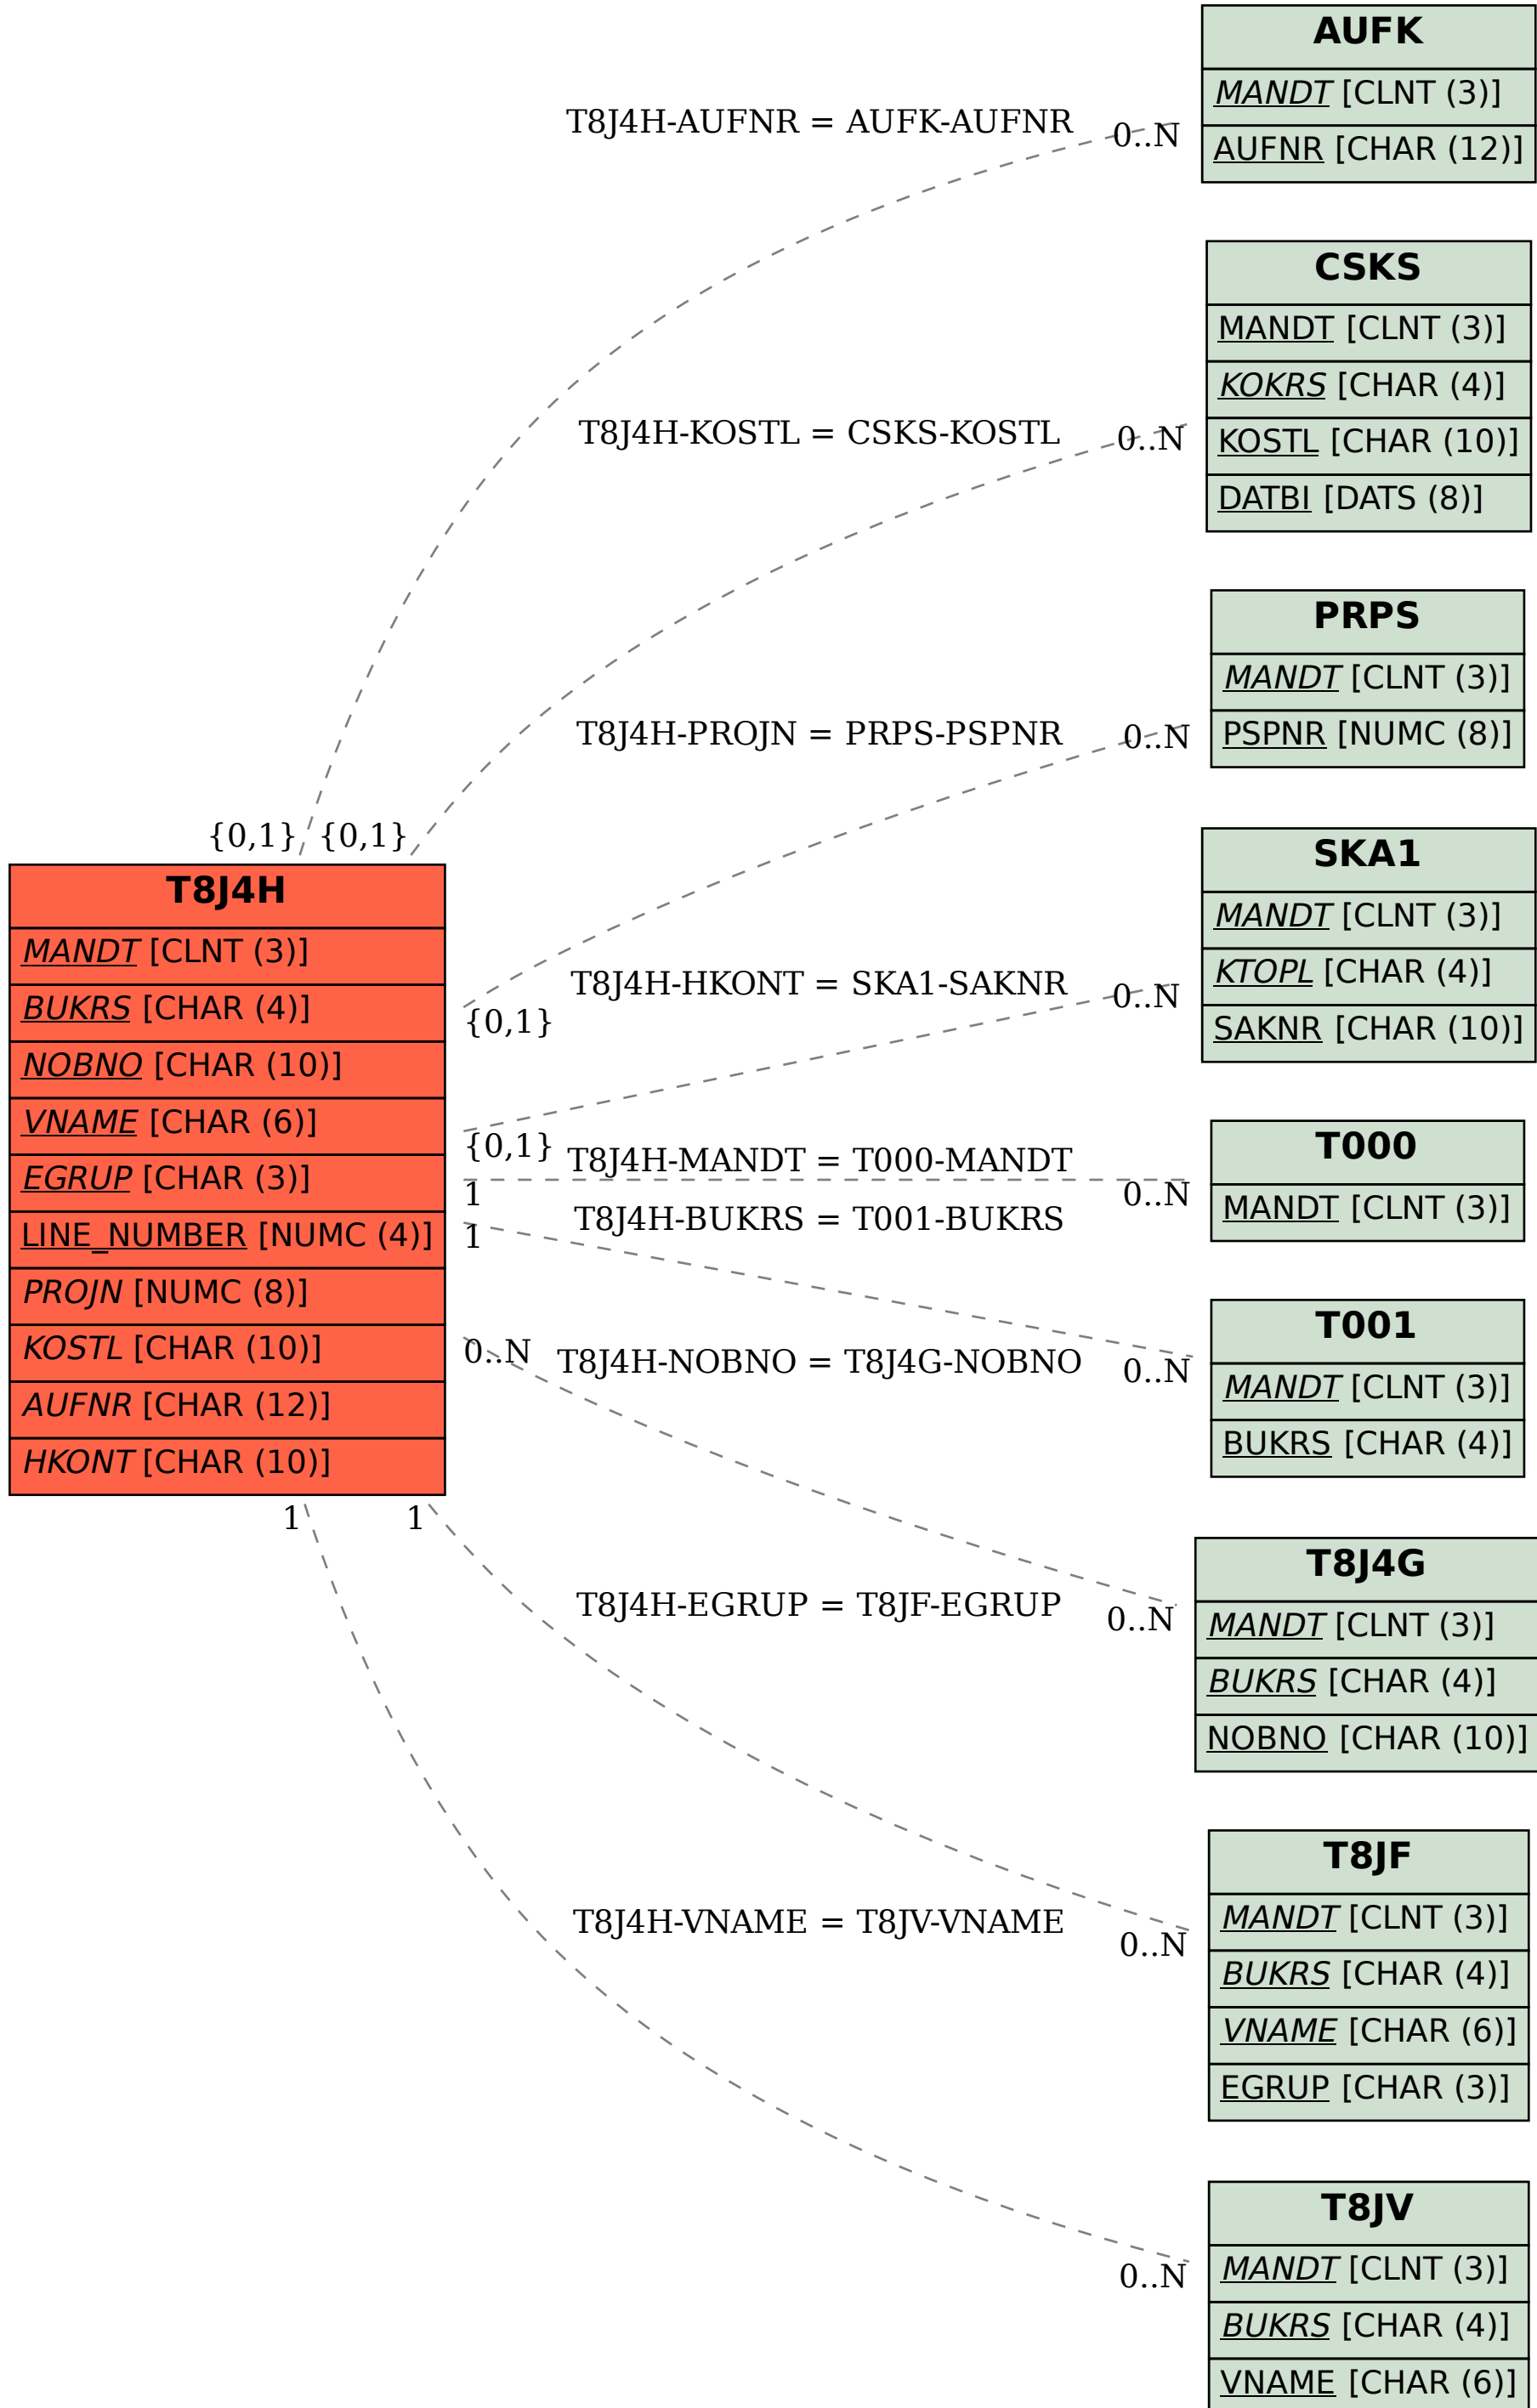 AUFK
MANDT [CLNT (3)]
AUFNR [CHAR (12)]
T8J4H-AUFNR = AUFK-AUFNR
0..N
CSKS
MANDT [CLNT (3)]
KOKRS [CHAR (4)]
KOSTL [CHAR (10)]
DATBI [DATS (8)]
T8J4H-KOSTL = CSKS-KOSTL
0..N
PRPS
MANDT [CLNT (3)]
PSPNR [NUMC (8)]
T8J4H-PROJN = PRPS-PSPNR
0..N
{0,1} {0,1}
T8J4H
MANDT [CLNT (3)]
BUKRS [CHAR (4)]
NOBNO [CHAR (10)]
VNAME [CHAR (6)]
EGRUP [CHAR (3)]
LINE_NUMBER [NUMC (4)]
PROJN [NUMC (8)]
KOSTL [CHAR (10)]
AUFNR [CHAR (12)]
HKONT [CHAR (10)]
SKA1
MANDT [CLNT (3)]
KTOPL [CHAR (4)]
SAKNR [CHAR (10)]
T8J4H-HKONT = SKA1-SAKNR
0..N
{0,1}
{0,1}
T8J4H-MANDT = T000-MANDT
1
0..N
T000
MANDT [CLNT (3)]
T8J4H-BUKRS = T001-BUKRS
1
0..N
T001
MANDT [CLNT (3)]
BUKRS [CHAR (4)]
0..N
T8J4H-NOBNO = T8J4G-NOBNO
1
1
T8J4G
MANDT [CLNT (3)]
BUKRS [CHAR (4)]
NOBNO [CHAR (10)]
T8J4H-EGRUP = T8JF-EGRUP
0..N
T8JF
MANDT [CLNT (3)]
BUKRS [CHAR (4)]
VNAME [CHAR (6)]
EGRUP [CHAR (3)]
T8J4H-VNAME = T8JV-VNAME
0..N
T8JV
MANDT [CLNT (3)]
BUKRS [CHAR (4)]
VNAME [CHAR (6)]
0..N